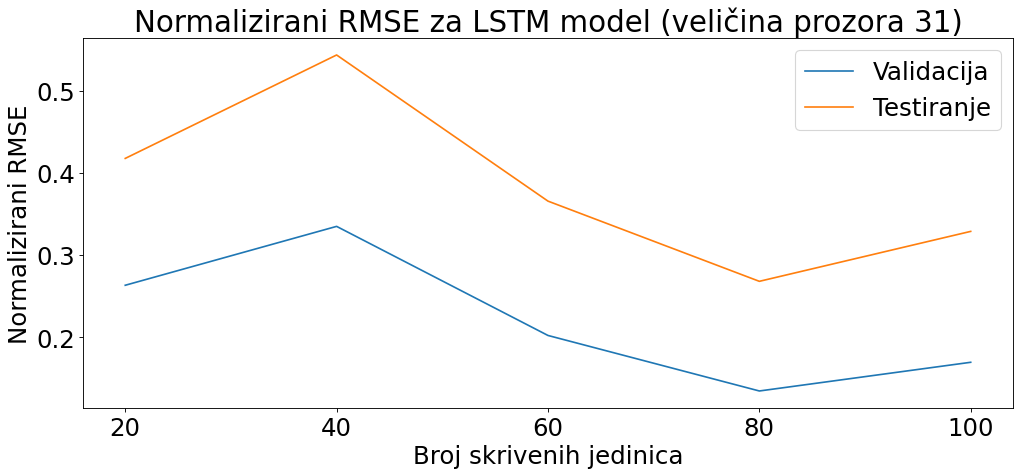 Normalizirani RMSE za LSTM model (veličina prozora 31)
Normalizirani RMSE
0.5
0.4
0.3
0.2
Validacija
Testiranje
20 40 60 80 100
Broj skrivenih jedinica